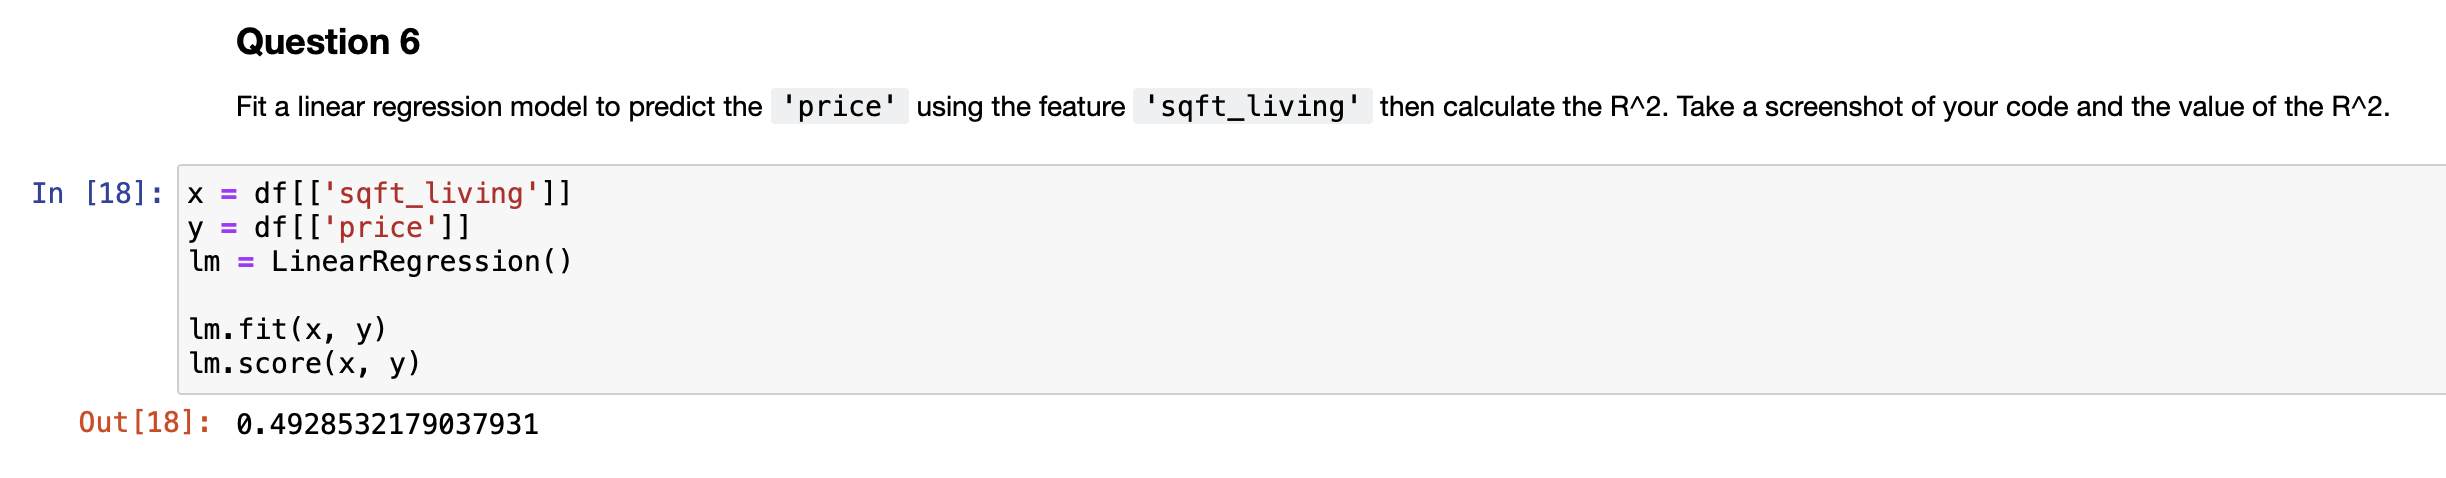 Question 6
Fit a linear regression model to predict the 'price' using the feature 'sqft_living' then calculate the R^2. Take a screenshot of your code and the value of the R^2.
In [18]: x = df[['sqft_living']]
y = df[['price']]
lm = LinearRegression()
lm.fit(x, y)
lm.score(x, y)
Out[18]: 0.4928532179037931